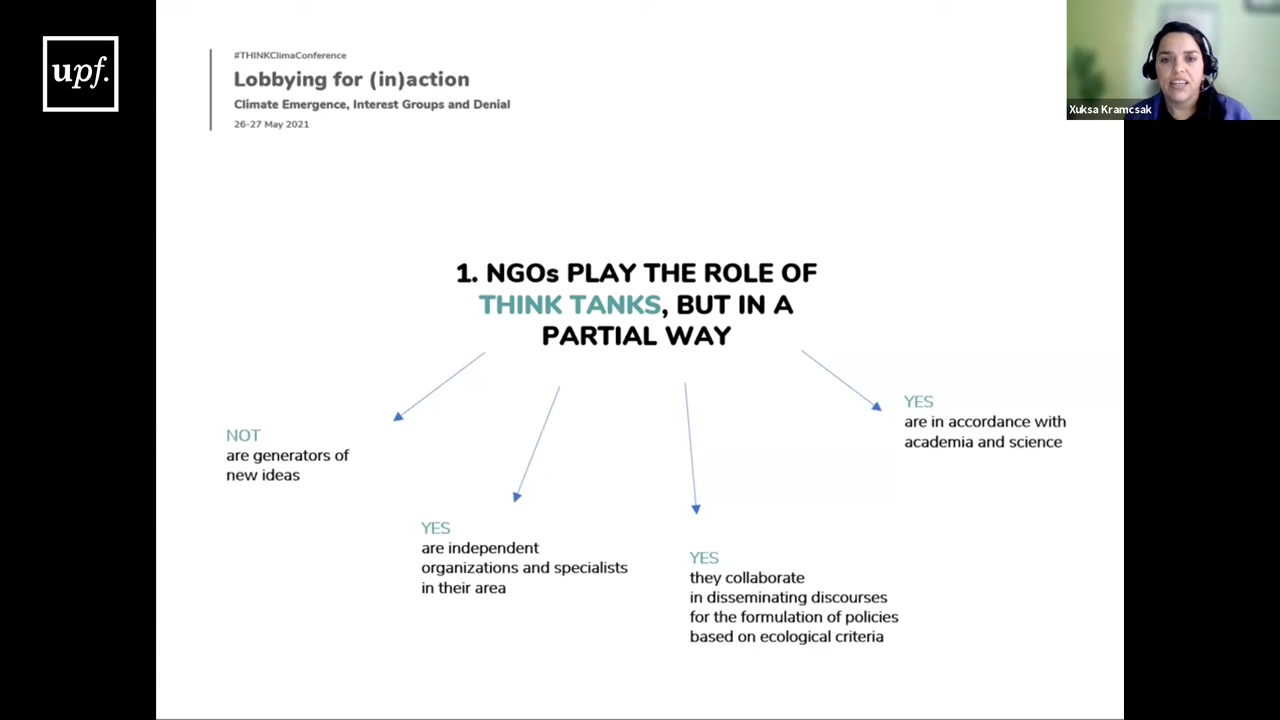 upf.
#THINKClimaConference
Lobbying for (in)action
Climate Emergence, Interest Groups and Denial
26-27 May 2021
Xuksa Kramcsak
1. NGOs PLAY THE ROLE OF
THINK TANKS, BUT IN A
PARTIAL WAY
NOT
are generators of
new ideas
YES
are independent
organizations and specialists
in their area
YES
they collaborate
in disseminating discourses
for the formulation of policies
based on ecological criteria
YES
are in accordance with
academia and science